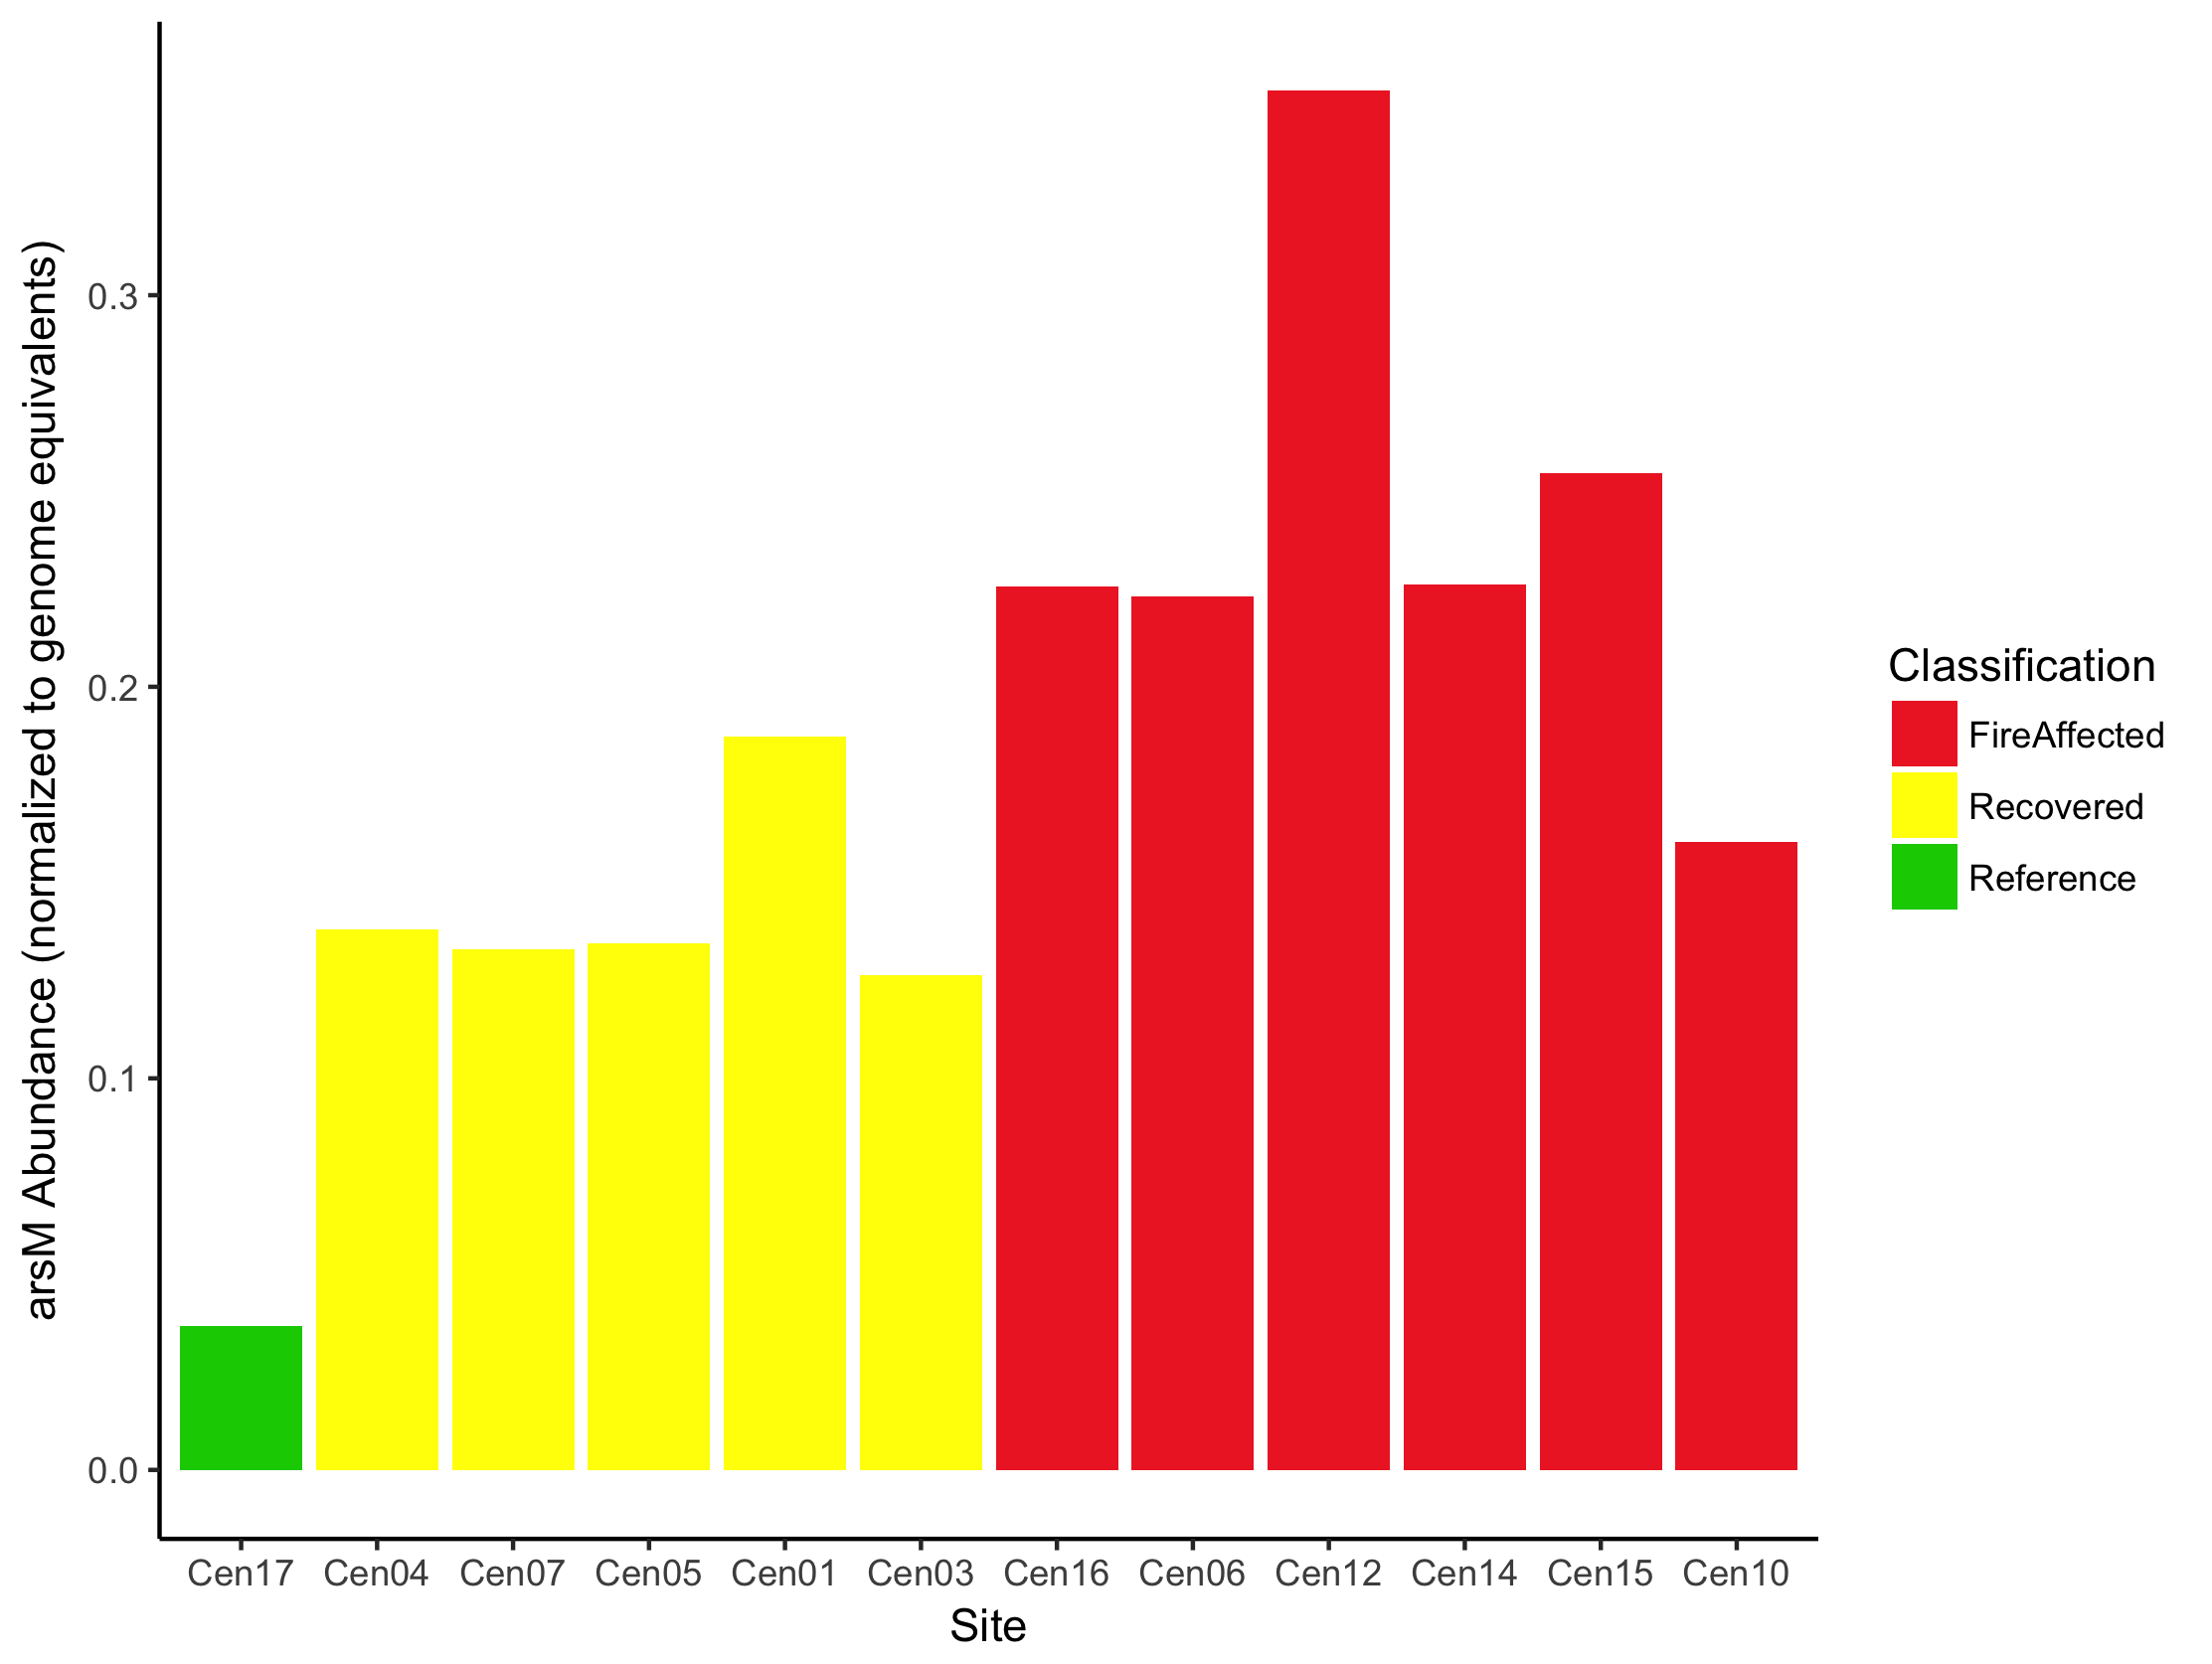 arsM Abundance (normalized to genome equivalents)
0.3
0.2
0.1
0.0
Cen17 Cen04 Cen07 Cen05 Cen01 Cen03 Cen16 Cen06 Cen12 Cen14 Cen15 Cen10
Site
Classification
FireAffected
Recovered
Reference